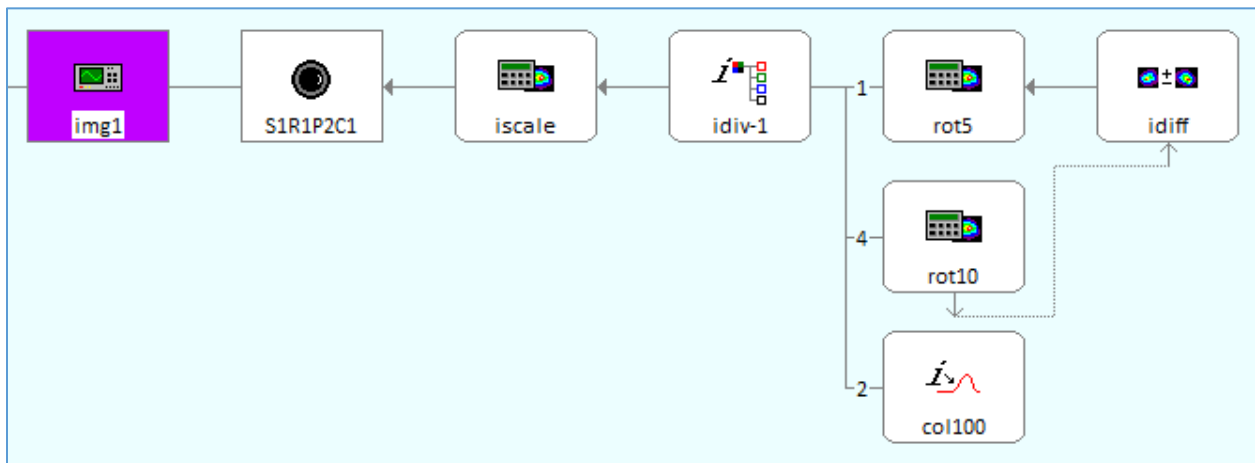 img1
S1R1P2C1
iscale
i
idiv-1
1
rot5
±
idiff
4
rot10
2
i
col100